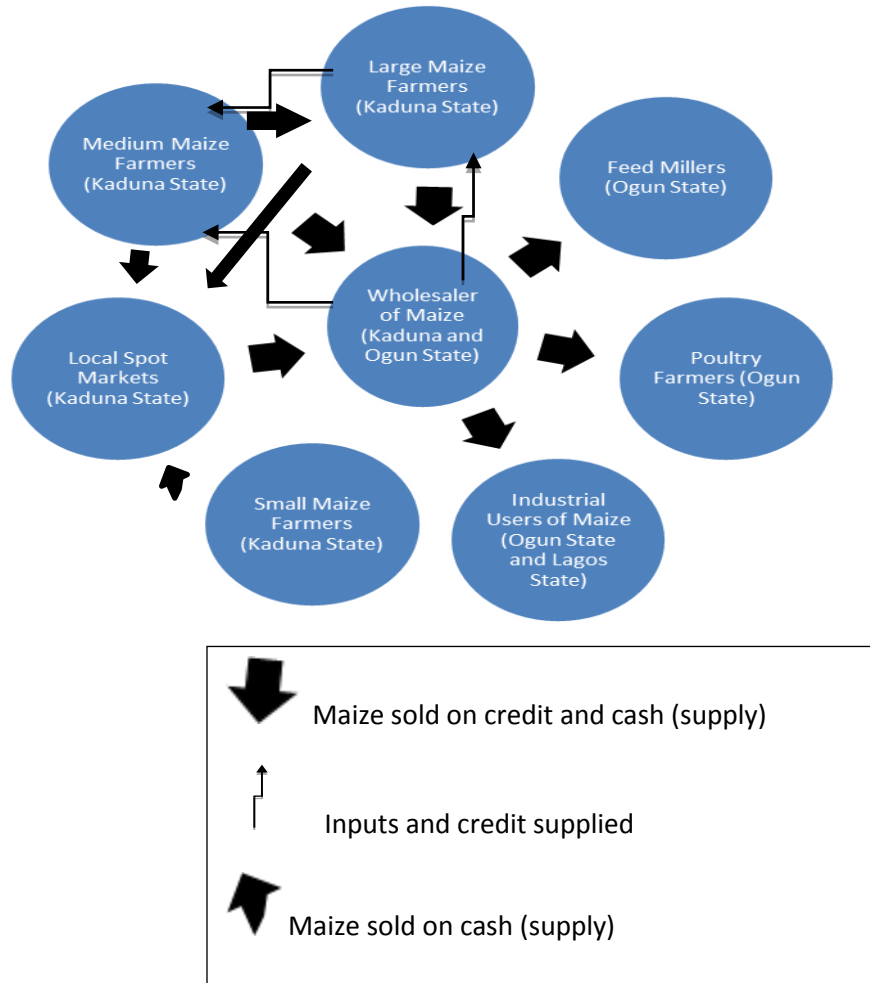 Large Maize
Farmers
(Kaduna State)
Medium Maize
Farmers
(Kaduna State)
Feed Millers
(Ogun State)
Wholesaler
of Maize
(Kaduna and
Ogun State)
Local Spot
Markets
(Kaduna State)
Poultry
Farmers (Ogun
State)
Small Maize
Farmers
(Kaduna State)
Industrial
Users of Maize
(Ogun State
and Lagos
State)
Maize sold on credit and cash (supply)
Inputs and credit supplied
Maize sold on cash (supply)